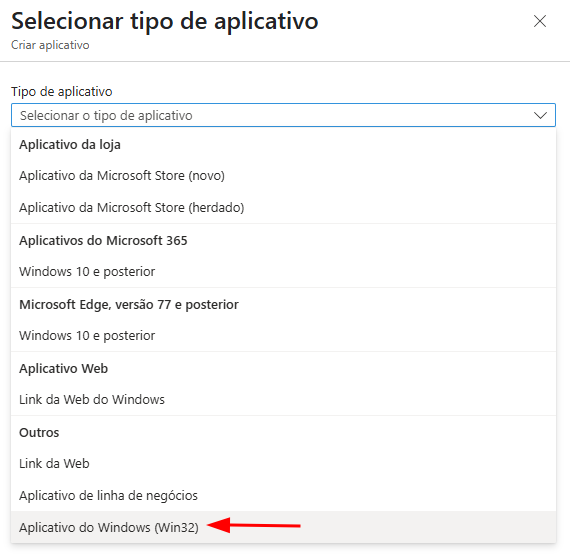 Selecionar tipo de aplicativo
Criar aplicativo
Tipo de aplicativo
Selecionar o tipo de aplicativo
Aplicativo da loja
Aplicativo da Microsoft Store (novo)
Aplicativo da Microsoft Store (herdado)
Aplicativos do Microsoft 365
Windows 10 e posterior
Microsoft Edge, versão 77 e posterior
Windows 10 e posterior
Aplicativo Web
Link da Web do Windows
Outros
Link da Web
Aplicativo de linha de negócios
Aplicativo do Windows (Win32)